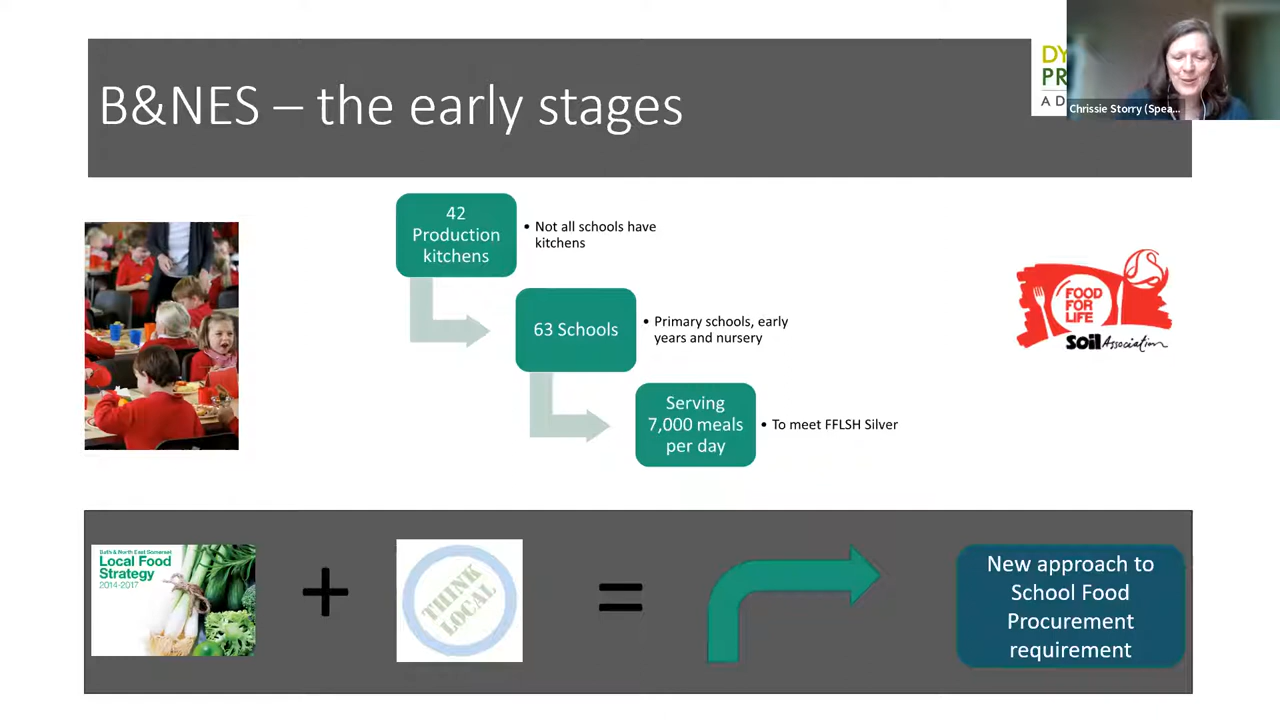 B&NES – the early stages
DY
PR
AD
Chrissie Storry (Spea...
42
Production
kitchens
• Not all schools have
kitchens
63 Schools
• Primary schools, early
years and nursery
Serving
7,000 meals
per day
• To meet FFLSH Silver
FOOD
FOR
LIFE
Soil Association
Bath & North East Somerset
Local Food
Strategy
2014-2017
+
THINK
LOCAL
=
New approach to
School Food
Procurement
requirement